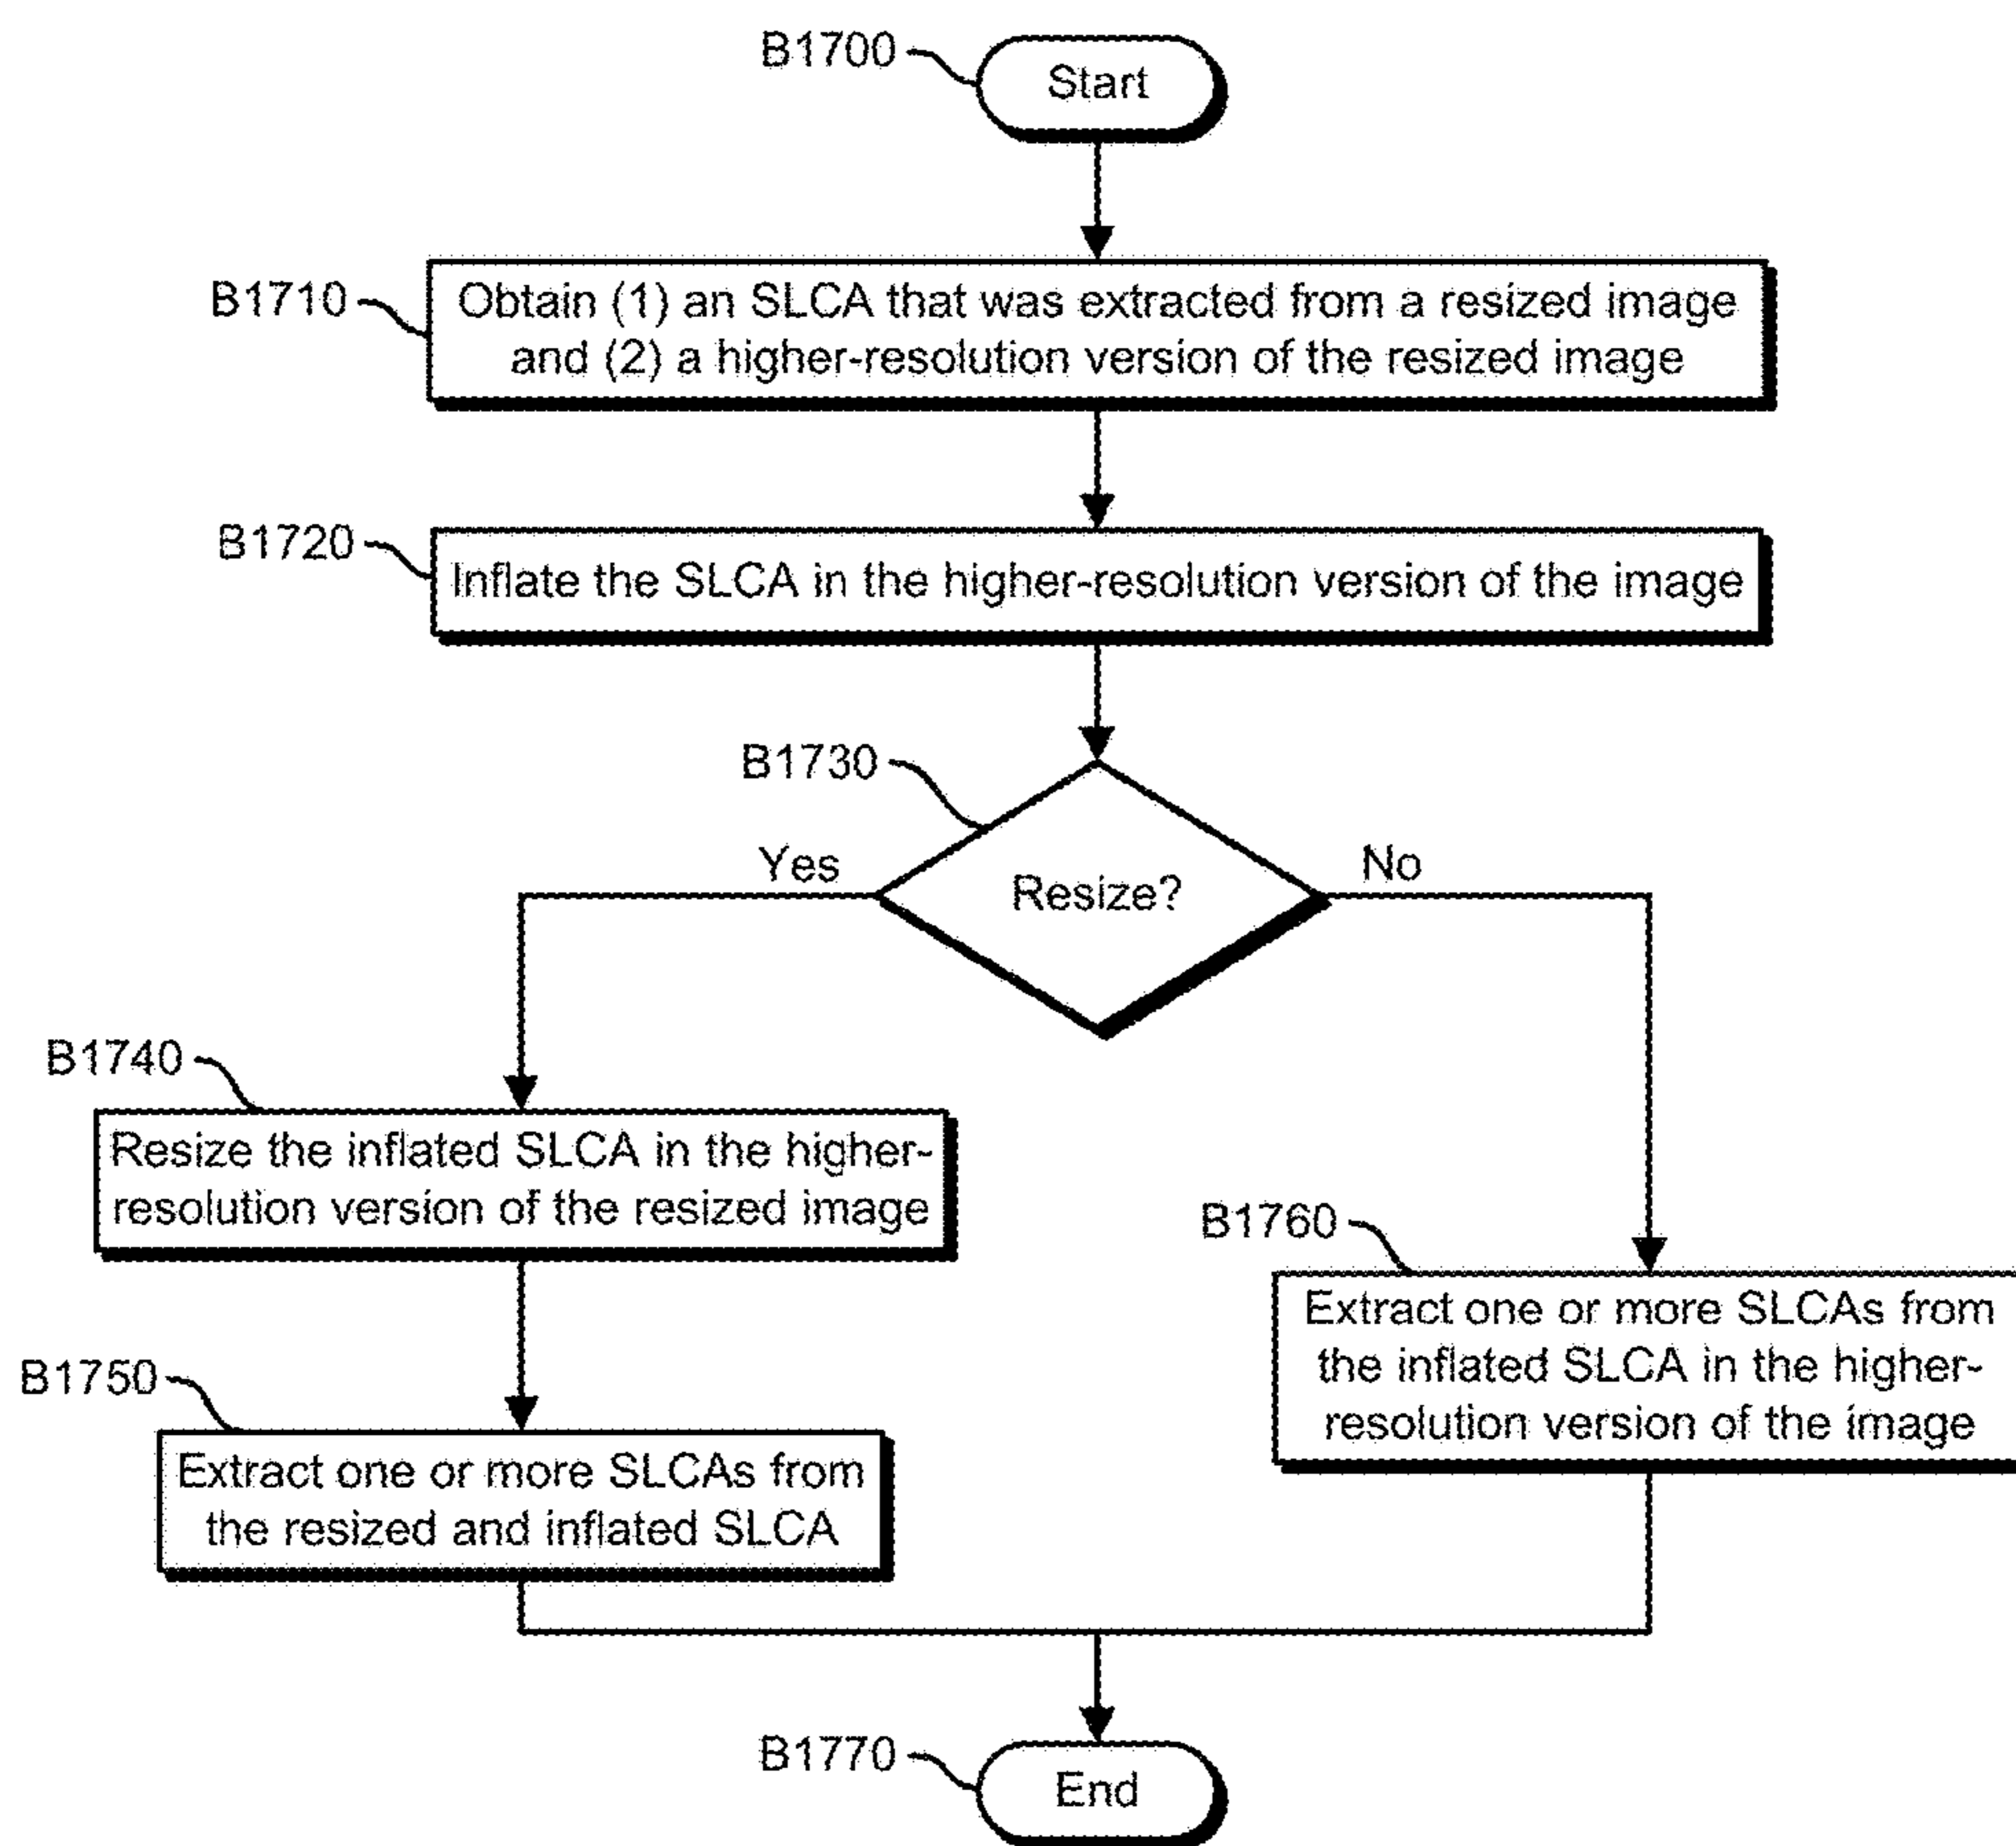 B1700
Start
B1710
Obtain (1) an SLCA that was extracted from a resized image
and (2) a higher-resolution version of the resized image
B1720
Inflate the SLCA in the higher-resolution version of the image
B1730
Resize?
Yes
No
B1740
Resize the inflated SLCA in the higher-
resolution version of the resized image
B1750
Extract one or more SLCAs from
the resized and inflated SLCA
B1760
Extract one or more SLCAs from
the inflated SLCA in the higher-
resolution version of the image
B1770
End